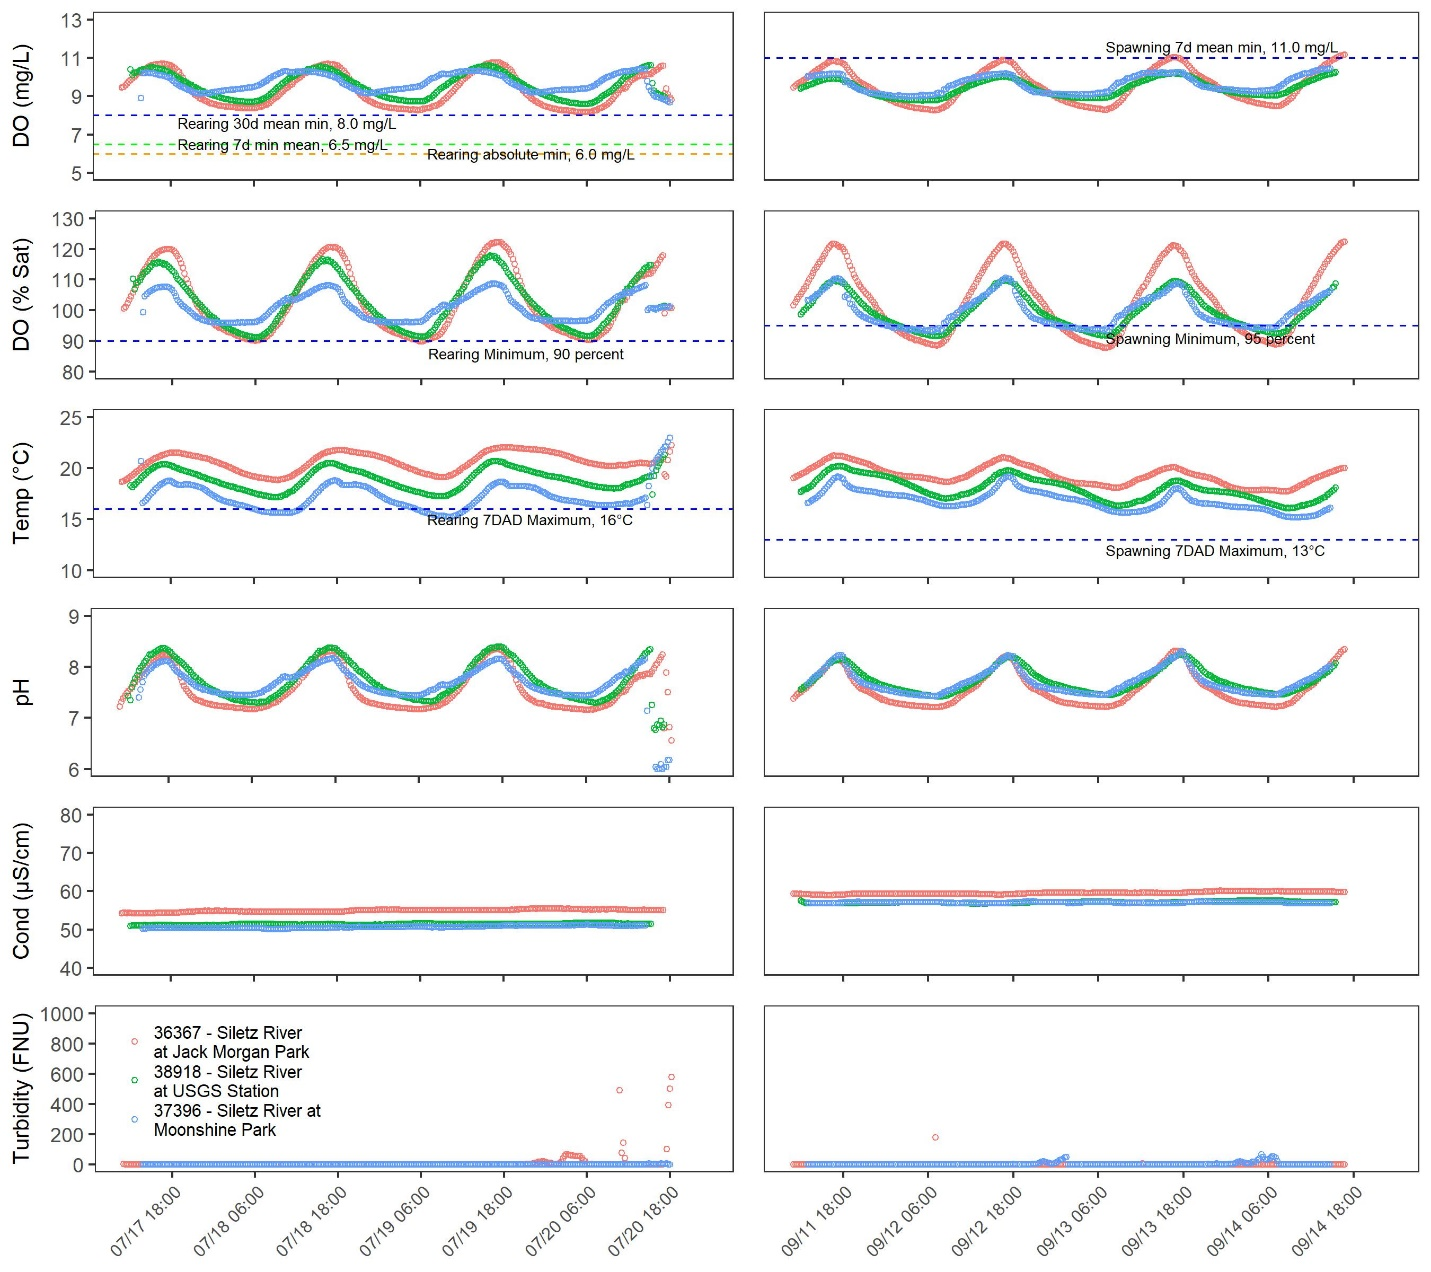 DO (mg/L)
13
11
9
7
5
Rearing 30d mean min, 8.0 mg/L
Rearing 7d min mean, 6.5 mg/L
Rearing absolute min, 6.0 mg/L
Spawning 7d mean min, 11.0 mg/L
DO (% Sat)
130
120
110
100
90
80
Rearing Minimum, 90 percent
Spawning Minimum, 95 percent
Temp (°C)
25
20
15
10
Rearing 7DAD Maximum, 16°C
Spawning 7DAD Maximum, 13°C
pH
9
8
7
6
Cond (µS/cm)
80
70
60
50
40
Turbidity (FNU)
1000
800
600
400
200
0
36367 - Siletz River
at Jack Morgan Park
38918 - Siletz River
at USGS Station
37396 - Siletz River at
Moonshine Park
07/17 18:00
07/18 06:00
07/18 18:00
07/19 06:00
07/19 18:00
07/20 06:00
07/20 18:00
09/11 18:00
09/12 06:00
09/12 18:00
09/13 06:00
09/13 18:00
09/14 06:00
09/14 18:00